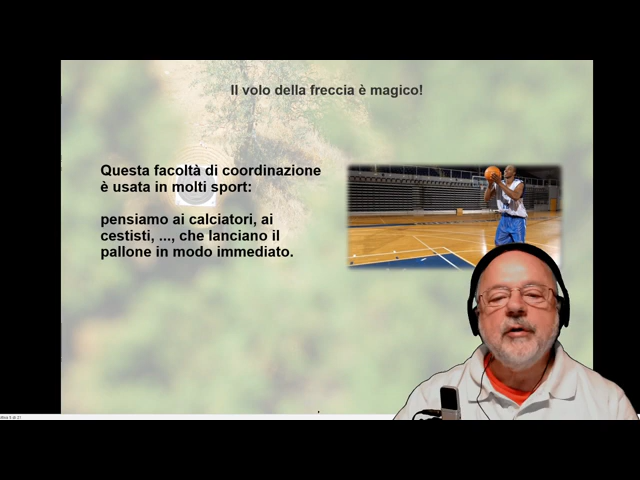 Il volo della freccia è magico!
Questa facoltà di coordinazione
è usata in molti sport:
pensiamo ai calciatori, ai
cestisti, ..., che lanciano il
pallone in modo immediato.